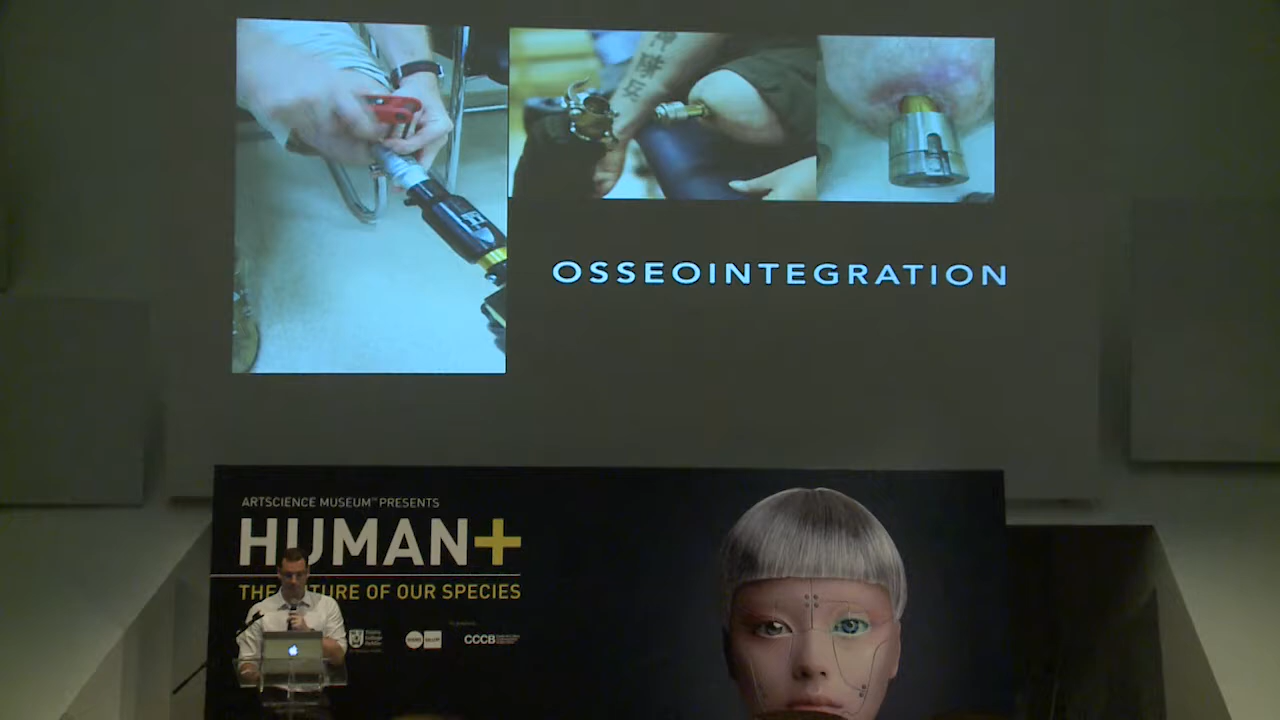 OSSEOINTEGRATION
ARTSCIENCE MUSEUM™ PRESENTS
HUMAN+
THE FUTURE OF OUR SPECIES
CCCB